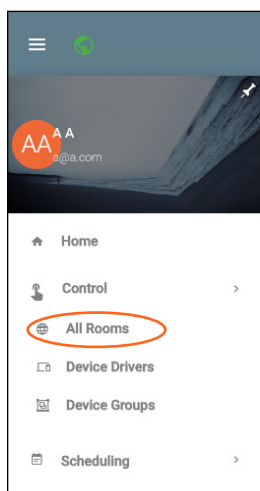 AA
A A
a@a.com
Home
Control
All Rooms
Device Drivers
Device Groups
Scheduling